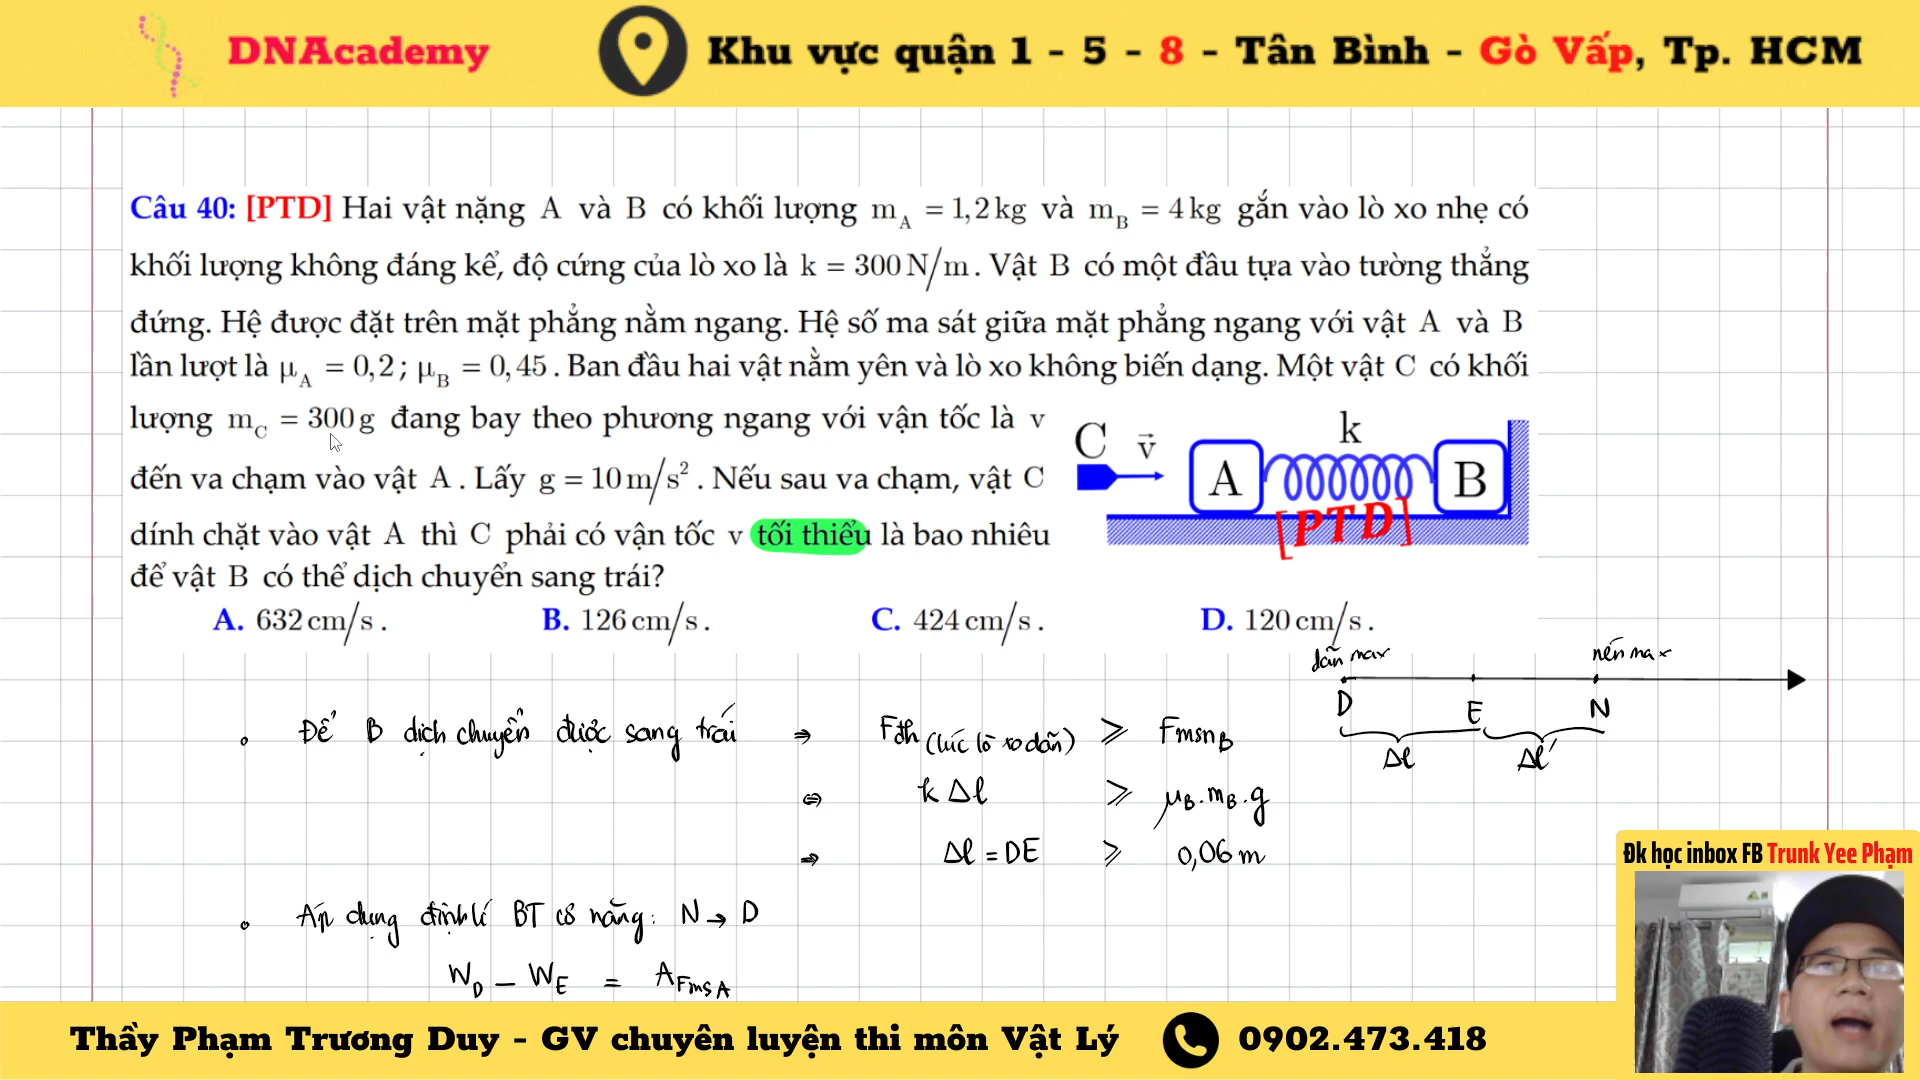 DNAcademy
Khu vực quận 1 - 5 - 8 - Tân Bình - Gò Vấp, Tp. HCM
Câu 40: [PTD] Hai vật nặng A và B có khối lượng m_A = 1,2 kg và m_B = 4 kg gắn vào lò xo nhẹ có
khối lượng không đáng kể, độ cứng của lò xo là k = 300 N/m. Vật B có một đầu tựa vào tường thẳng
đứng. Hệ được đặt trên mặt phẳng nằm ngang. Hệ số ma sát giữa mặt phẳng ngang với vật A và B
lần lượt là μ_A = 0,2; μ_B = 0,45. Ban đầu hai vật nằm yên và lò xo không biến dạng. Một vật C có khối
lượng m_C = 300 g đang bay theo phương ngang với vận tốc là v
đến va chạm vào vật A. Lấy g = 10 m/s². Nếu sau va chạm, vật C
dính chặt vào vật A thì C phải có vận tốc v tối thiểu là bao nhiêu
để vật B có thể dịch chuyển sang trái?
C v⃗ A k B
[PTD]
A. 632 cm/s. B. 126 cm/s. C. 424 cm/s. D. 120 cm/s.
dãn max nén max
D E N
Δl Δl'
Để B dịch chuyển được sang trái ⇒ Fđh (lúc lò xo dãn) ⩾ Fmsn_B
⇔ kΔl ⩾ μ_B.m_B.g
⇒ Δl = DE ⩾ 0,06 m
Áp dụng định lí BT cơ năng: N → D
W_D - W_E = A_FmsA
Đk học inbox FB Trunk Yee Phạm
Thầy Phạm Trương Duy - GV chuyên luyện thi môn Vật Lý
0902.473.418